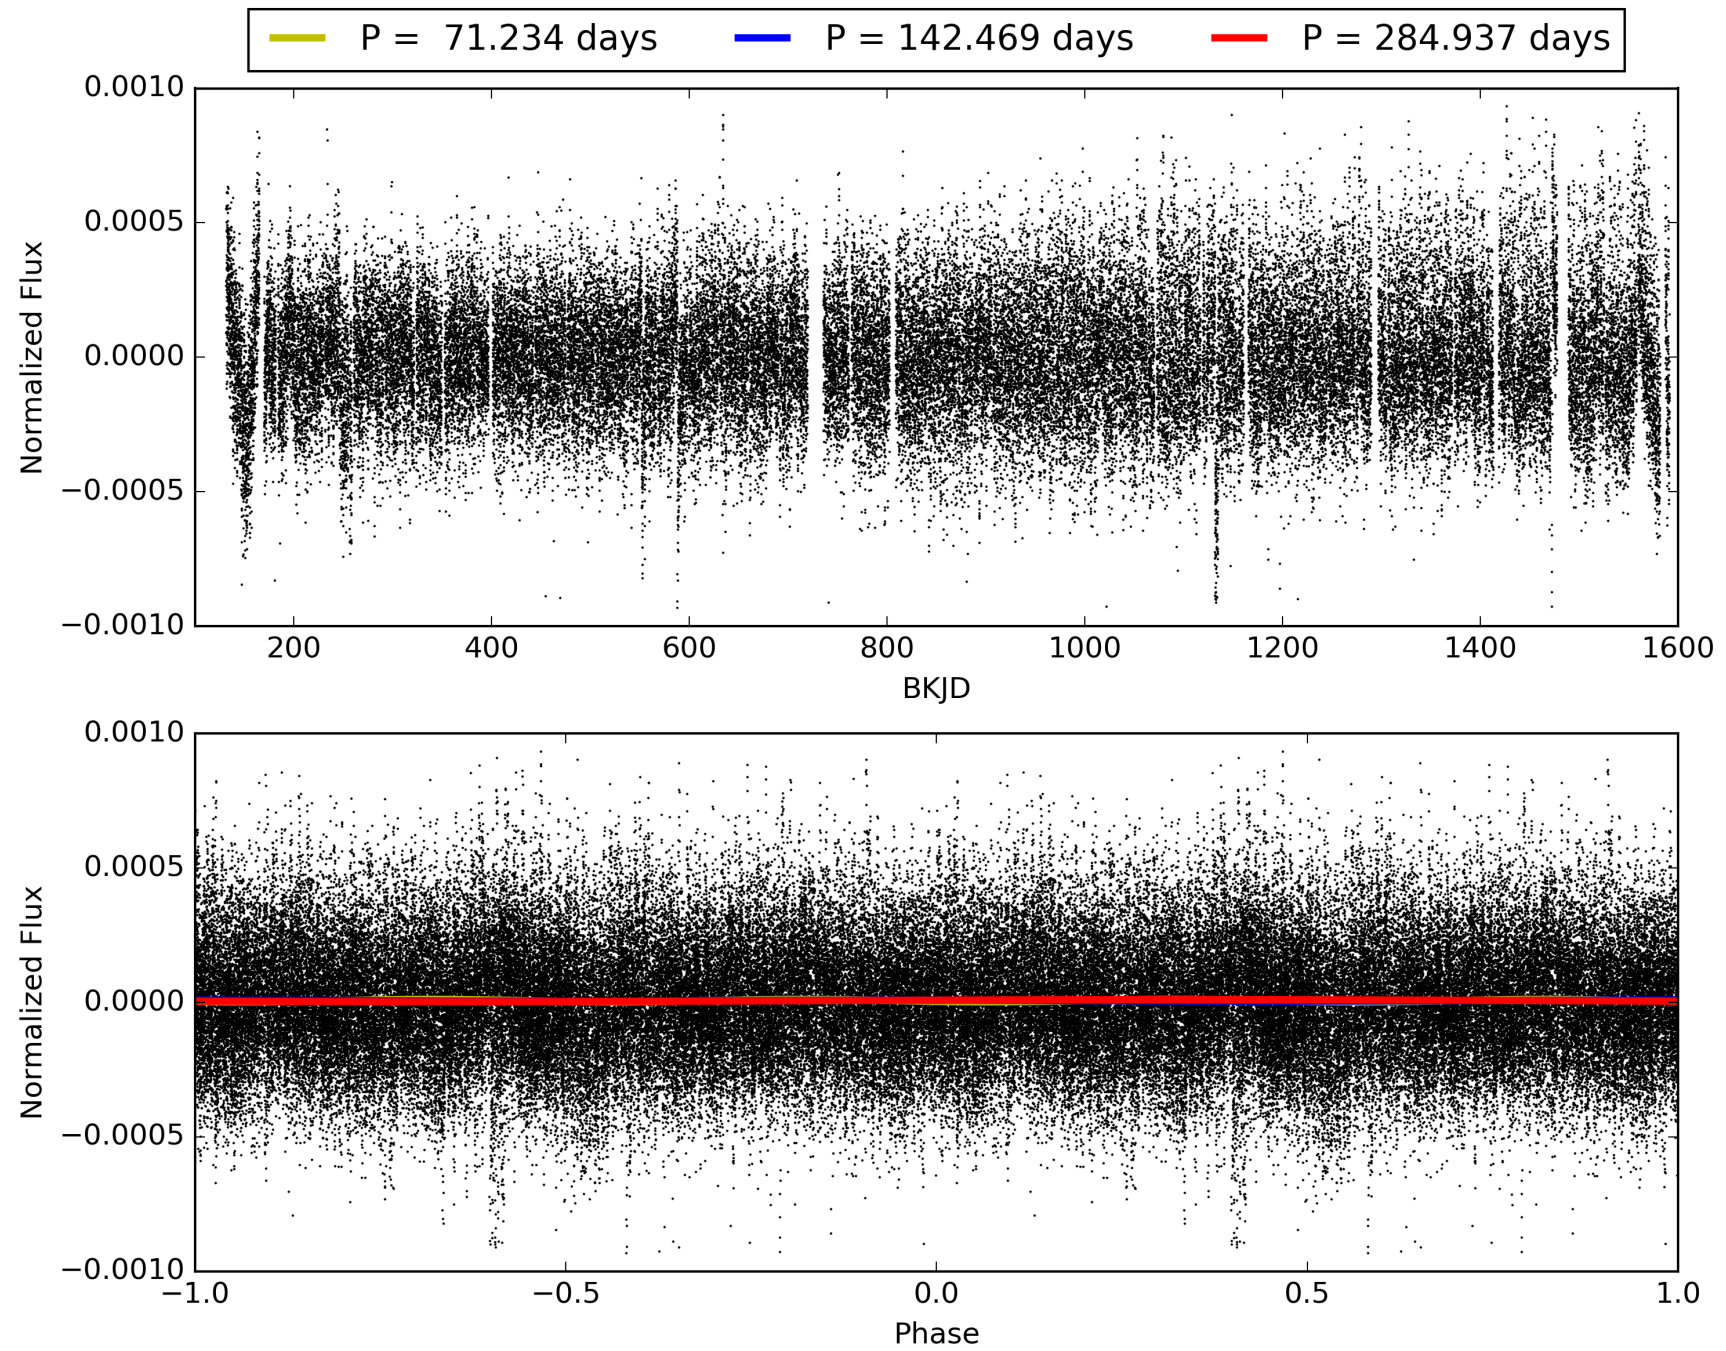 P =  71.234 days P = 142.469 days P = 284.937 days
0.0010
0.0005
0.0000
−0.0005
−0.0010
Normalized Flux
200 400 600 800 1000 1200 1400 1600
BKJD
0.0010
0.0005
0.0000
−0.0005
−0.0010
Normalized Flux
−1.0 −0.5 0.0 0.5 1.0
Phase